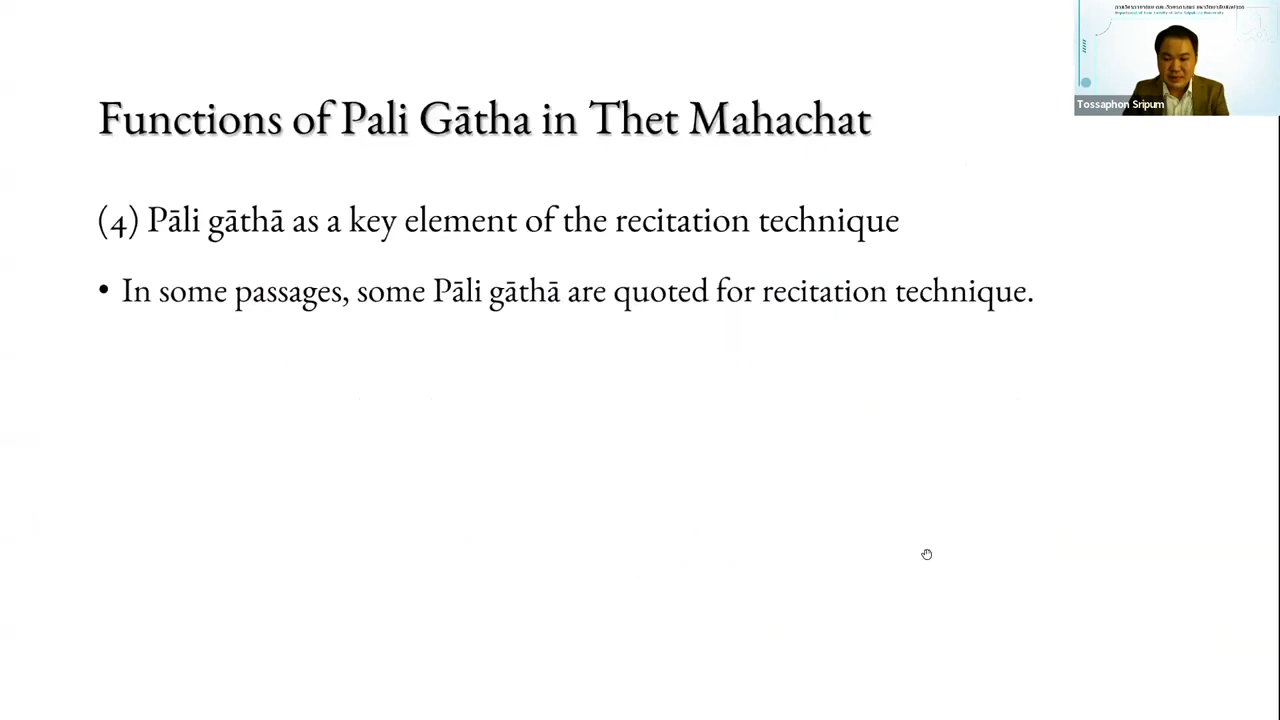 Functions of Pali Gātha in Thet Mahachat
(4) Pāli gāthā as a key element of the recitation technique
• In some passages, some Pāli gāthā are quoted for recitation technique.
Tossaphon Sripum